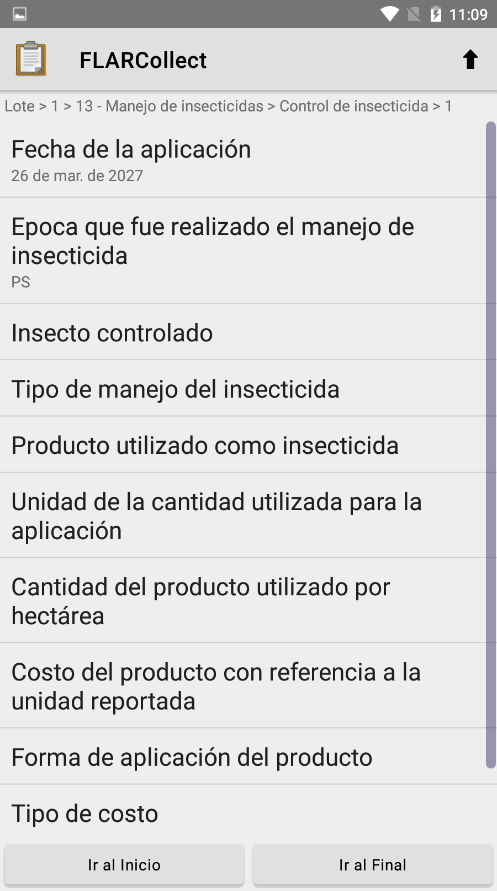 11:09
FLARCollect
Lote > 1 > 13 - Manejo de insecticidas > Control de insecticida > 1
Fecha de la aplicación
26 de mar. de 2027
Epoca que fue realizado el manejo de
insecticida
PS
Insecto controlado
Tipo de manejo del insecticida
Producto utilizado como insecticida
Unidad de la cantidad utilizada para la
aplicación
Cantidad del producto utilizado por
hectárea
Costo del producto con referencia a la
unidad reportada
Forma de aplicación del producto
Tipo de costo
Ir al Inicio
Ir al Final